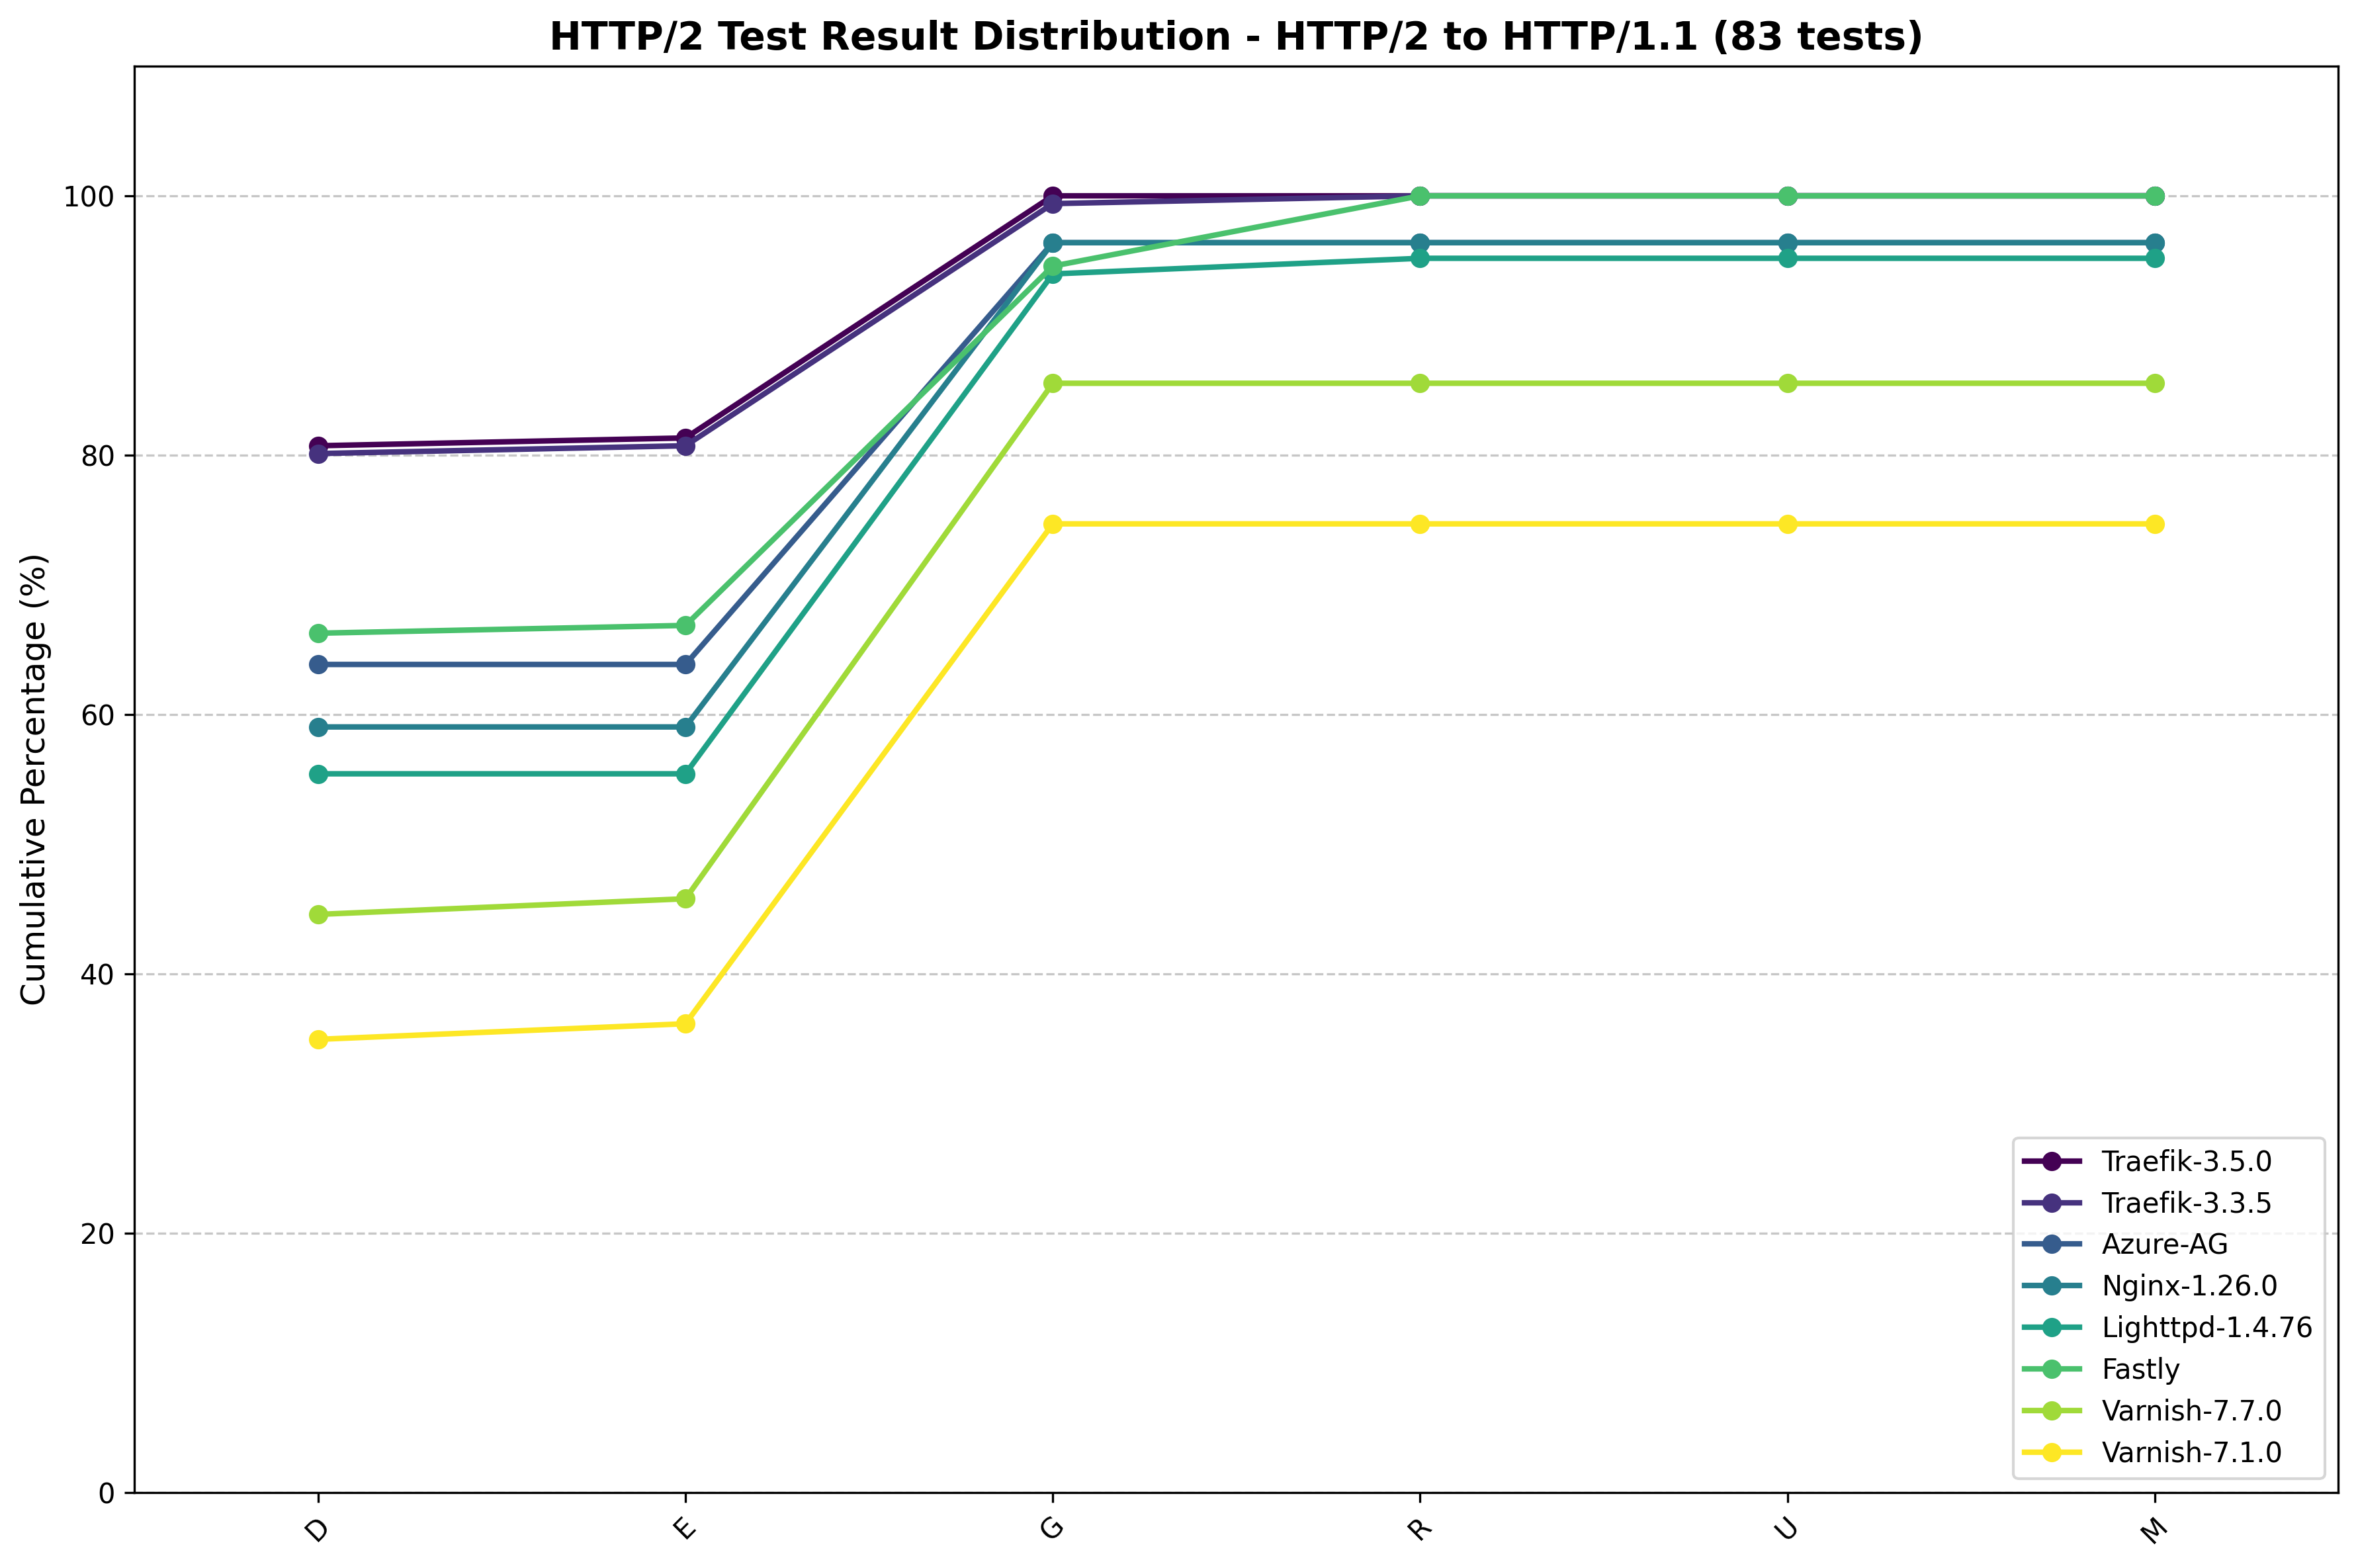 HTTP/2 Test Result Distribution - HTTP/2 to HTTP/1.1 (83 tests)
Cumulative Percentage (%)
100
80
60
40
20
0
D
E
G
R
U
M
Traefik-3.5.0
Traefik-3.3.5
Azure-AG
Nginx-1.26.0
Lighttpd-1.4.76
Fastly
Varnish-7.7.0
Varnish-7.1.0